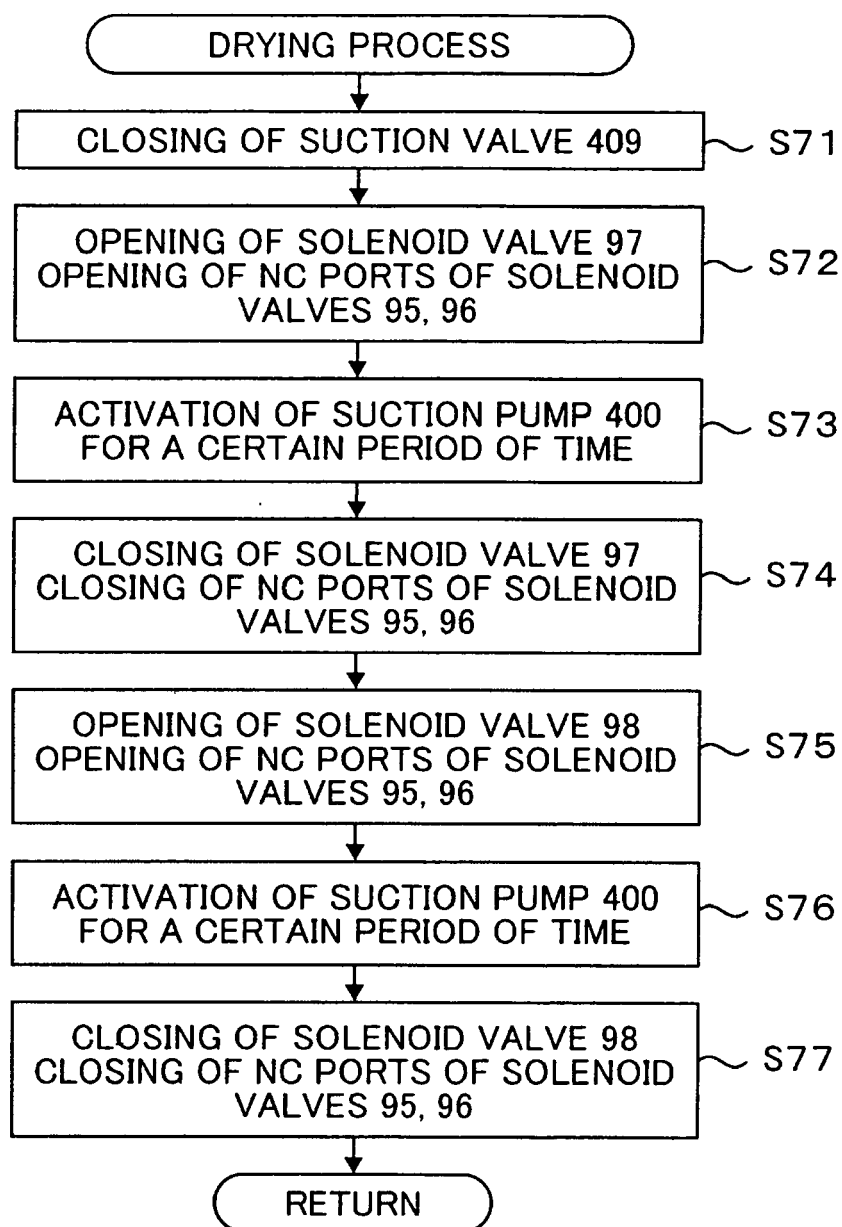 DRYING PROCESS
CLOSING OF SUCTION VALVE 409
S71
OPENING OF SOLENOID VALVE 97
OPENING OF NC PORTS OF SOLENOID
VALVES 95, 96
S72
ACTIVATION OF SUCTION PUMP 400
FOR A CERTAIN PERIOD OF TIME
S73
CLOSING OF SOLENOID VALVE 97
CLOSING OF NC PORTS OF SOLENOID
VALVES 95, 96
S74
OPENING OF SOLENOID VALVE 98
OPENING OF NC PORTS OF SOLENOID
VALVES 95, 96
S75
ACTIVATION OF SUCTION PUMP 400
FOR A CERTAIN PERIOD OF TIME
S76
CLOSING OF SOLENOID VALVE 98
CLOSING OF NC PORTS OF SOLENOID
VALVES 95, 96
S77
RETURN